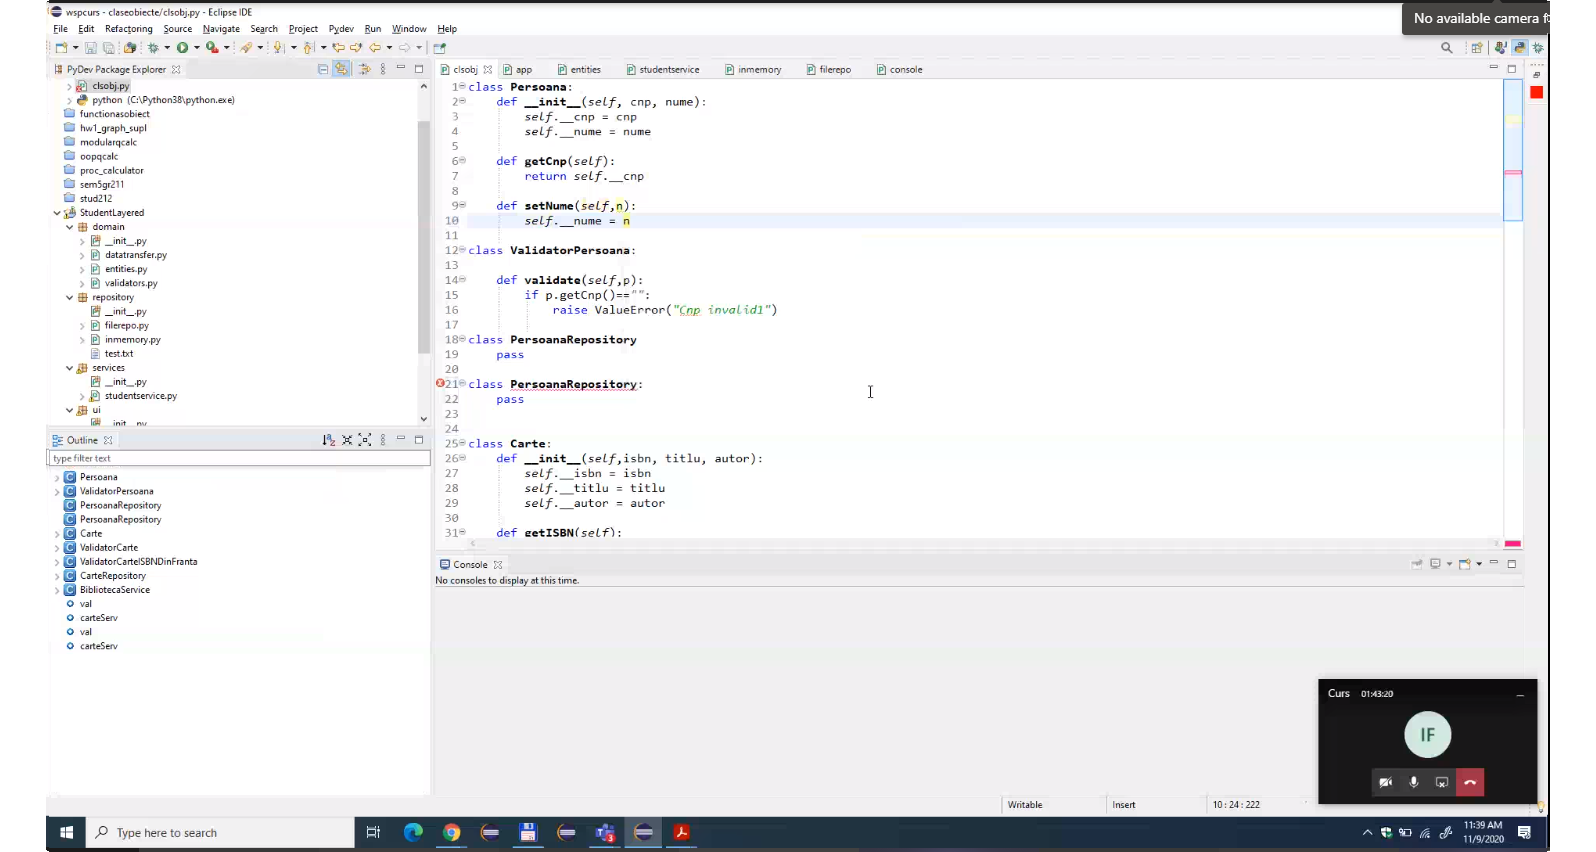 No available camera f
wspcurs - claseobiecte/clsobj.py - Eclipse IDE
File Edit Refactoring Source Navigate Search Project Pydev Run Window Help
PyDev Package Explorer
clsobj.py
python (C:\Python38\python.exe)
functionasobiect
hw1_graph_supl
modularqcalc
oopqcalc
proc_calculator
sem5gr211
stud212
StudentLayered
domain
__init__.py
datatransfer.py
entities.py
validators.py
repository
__init__.py
filerepo.py
inmemory.py
test.txt
services
__init__.py
studentservice.py
ui
__init__.py
clsobj app entities studentservice inmemory filerepo console
1 class Persoana:
2 def __init__(self, cnp, nume):
3 self.__cnp = cnp
4 self.__nume = nume
5
6 def getCnp(self):
7 return self.__cnp
8
9 def setNume(self,n):
10 self.__nume = n
11
12 class ValidatorPersoana:
13
14 def validate(self,p):
15 if p.getCnp()=="":
16 raise ValueError("Cnp invalid1")
17
18 class PersoanaRepository
19 pass
20
21 class PersoanaRepository:
22 pass
23
24
25 class Carte:
26 def __init__(self,isbn, titlu, autor):
27 self.__isbn = isbn
28 self.__titlu = titlu
29 self.__autor = autor
30
31 def getISBN(self):
Outline
type filter text
Persoana
ValidatorPersoana
PersoanaRepository
PersoanaRepository
Carte
ValidatorCarte
ValidatorCarteISBNDinFranta
CarteRepository
BibliotecaService
val
carteServ
val
carteServ
Console
No consoles to display at this time.
Curs 01:43:20
IF
Writable Insert 10 : 24 : 222
Type here to search
3
11:39 AM
11/9/2020